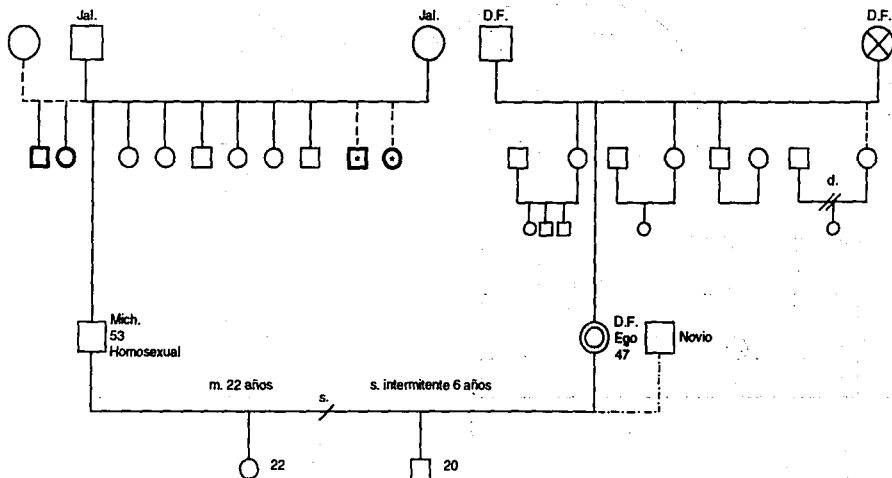 Jal.
Jal.
D.F.
D.F.
d.
Mich.
53
Homosexual
D.F.
Ego
47
Novio
m. 22 años
s.
s. intermitente 6 años
22
20